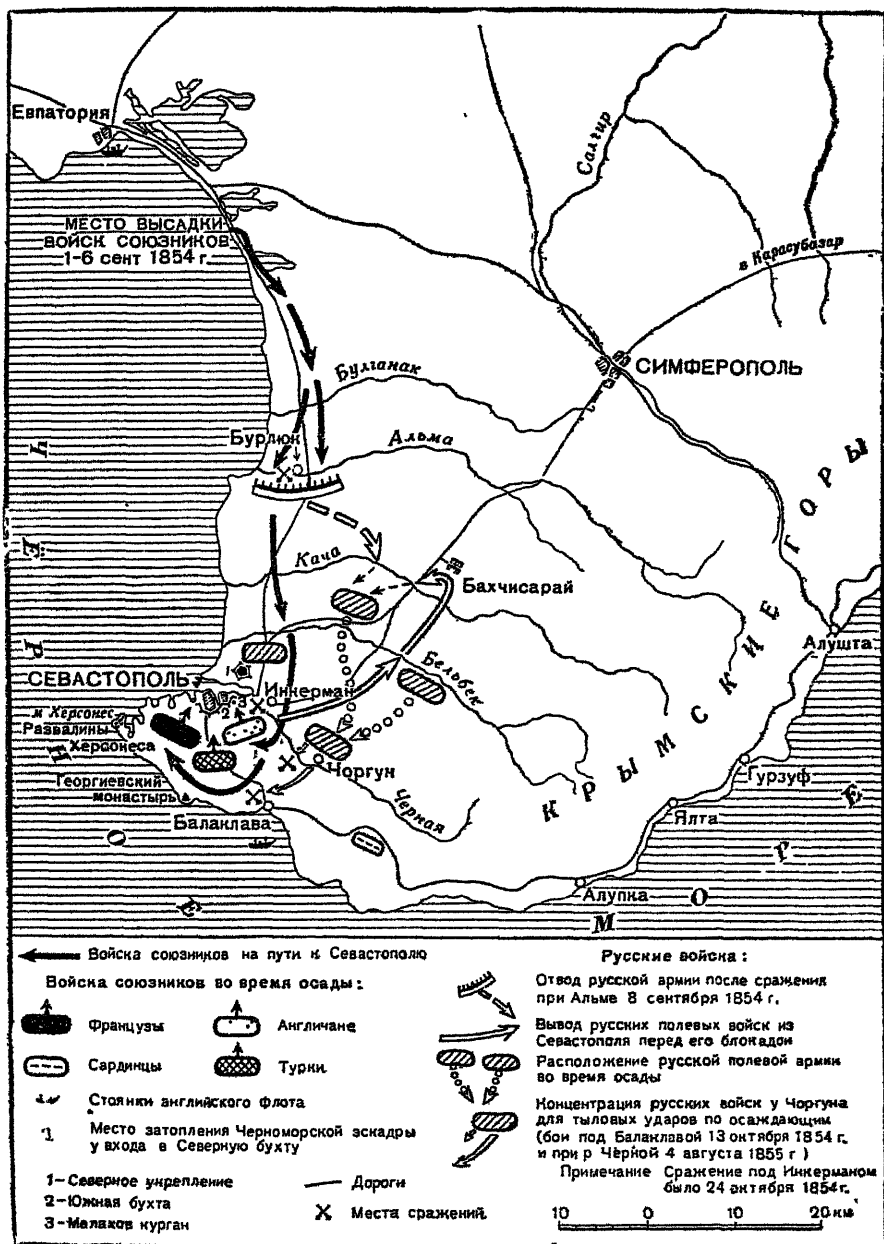 Евпатория
Салгир
МЕСТО ВЫСАДКИ
ВОЙСК СОЮЗНИКОВ
1-6 сент 1854 г.
в Карасубазар
СИМФЕРОПОЛЬ
Булганак
Бурлюк
Альма
Кача
Бахчисарай
КРЫМСКИЕ ГОРЫ
Алушта
СЕВАСТОПОЛЬ
1
Бельбек
Инкерман
2
3
м Херсонес
Развалины
Херсонеса
Георгиевский
монастырь
Чоргун
Черная
Балаклава
Гурзуф
Ялта
Алупка
ЧЕРНОЕ
МОРЕ
Войска союзников на пути к Севастополю
Войска союзников во время осады:
Французы
Англичане
Сардинцы
Турки
Стоянки английского флота
Место затопления Черноморской эскадры
у входа в Северную бухту
1-Северное укрепление
2-Южная бухта
3-Малахов курган
Дороги
Места сражений
Русские войска:
Отвод русской армии после сражения
при Альме 8 сентября 1854 г.
Вывод русских полевых войск из
Севастополя перед его блокадой
Расположение русской полевой армии
во время осады
Концентрация русских войск у Чоргуна
для тыловых ударов по осаждающим
(бои под Балаклавой 13 октября 1854 г.
и при р Чёрной 4 августа 1855 г)
Примечание Сражение под Инкерманом
было 24 октября 1854г.
10 0 10 20 км